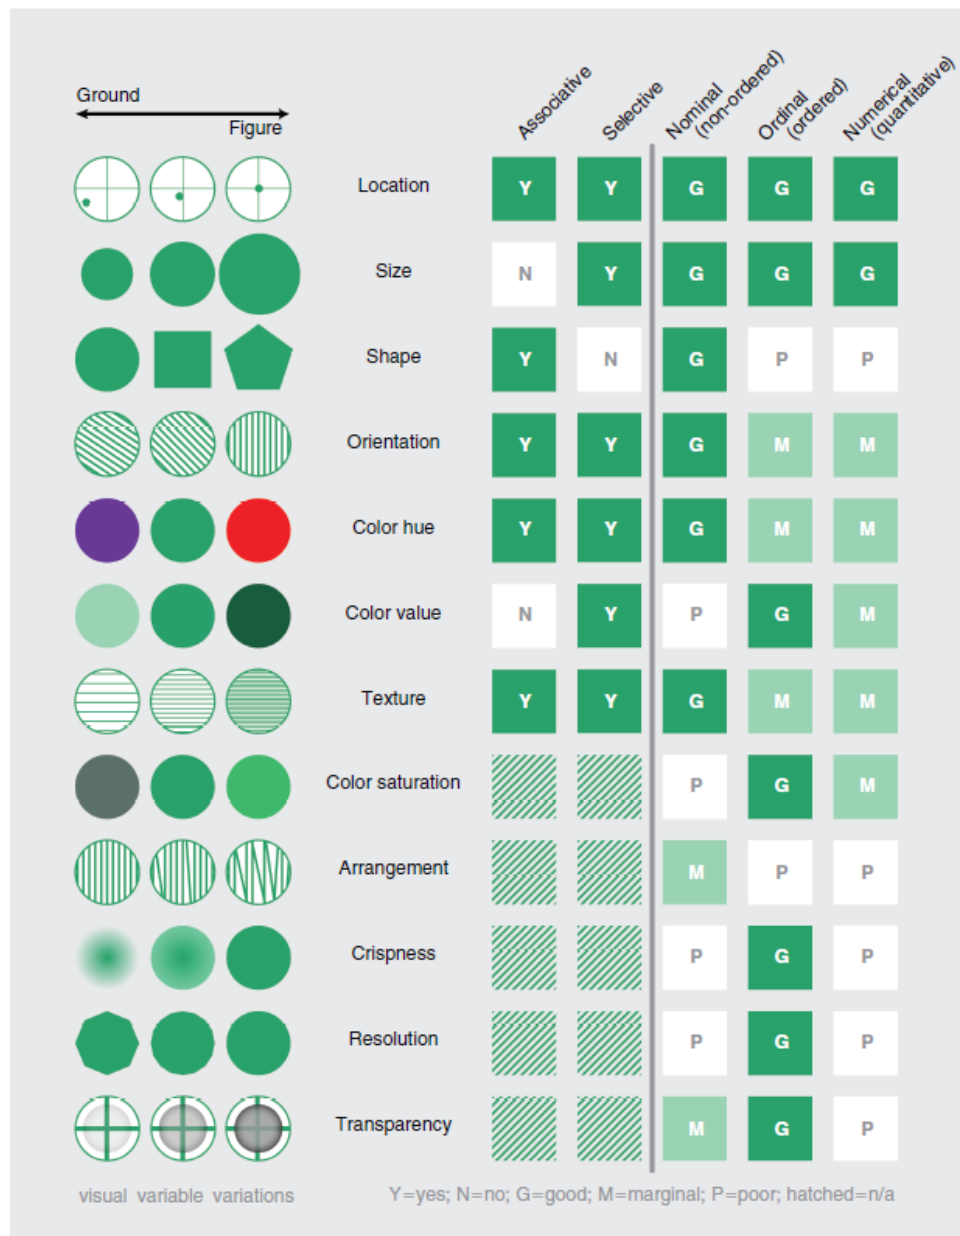 Ground
Figure
Associative
Selective
Nominal
(non-ordered)
Ordinal
(ordered)
Numerical
(quantitative)
Location Y Y G G G
Size N Y G G G
Shape Y N G P P
Orientation Y Y G M M
Color hue Y Y G M M
Color value N Y P G M
Texture Y Y G M M
Color saturation P G M
Arrangement M P P
Crispness P G P
Resolution P G P
Transparency M G P
visual variable variations
Y=yes; N=no; G=good; M=marginal; P=poor; hatched=n/a